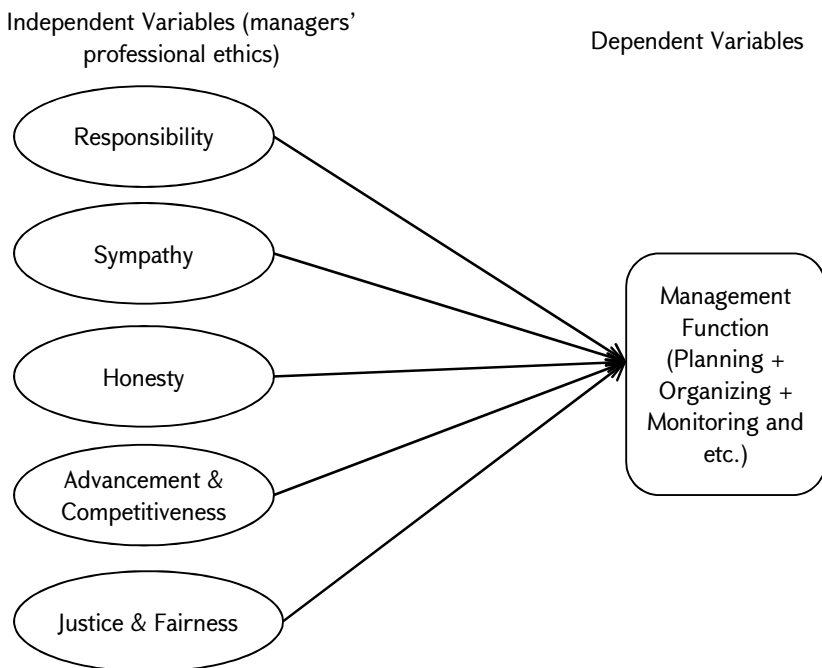 Independent Variables (managers’
professional ethics)
Dependent Variables
Responsibility
Sympathy
Honesty
Advancement &
Competitiveness
Justice & Fairness
Management
Function
(Planning +
Organizing +
Monitoring and
etc.)